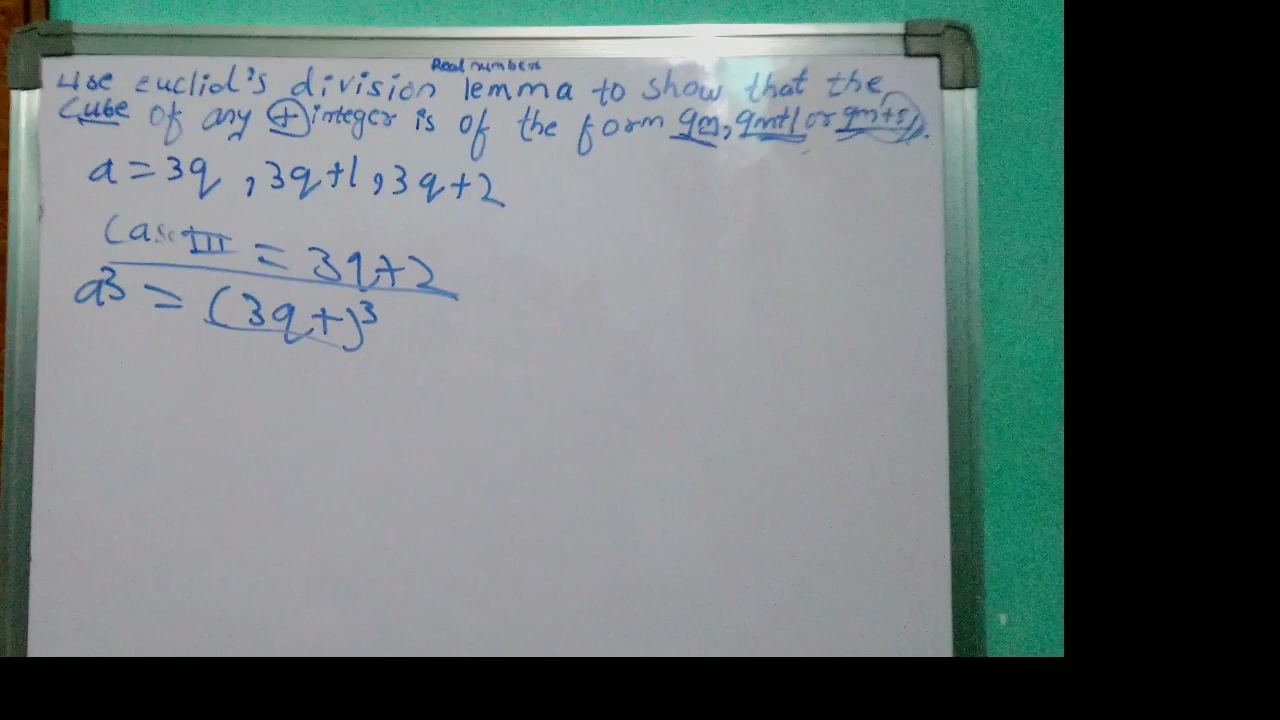 Real numbers
Use euclid's division lemma to show that the
cube of any + integer is of the form 9m, 9m+1 or 9m+8.
a = 3q, 3q+1, 3q+2
Case III = 3q+2
a³ = (3q+)³